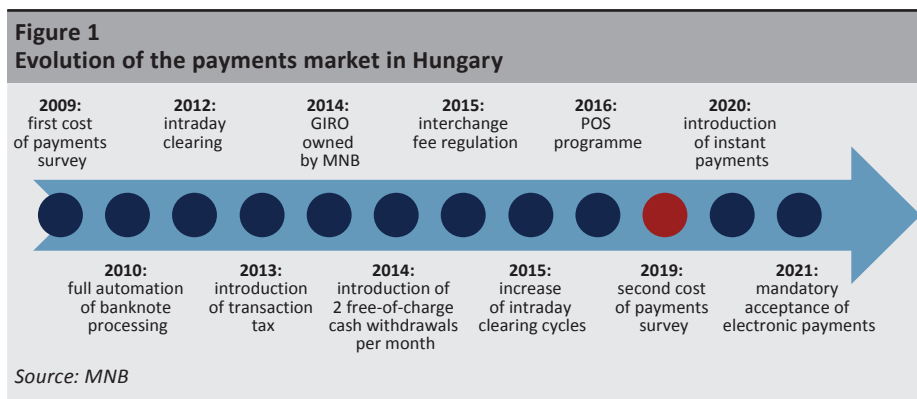 Figure 1
Evolution of the payments market in Hungary
2009:
first cost
of payments
survey
2012:
intraday
clearing
2014:
GIRO
owned
by MNB
2015:
interchange
fee regulation
2016:
POS
programme
2020:
introduction
of instant
payments
2010:
full automation
of banknote
processing
2013:
introduction
of transaction
tax
2014:
introduction of
2 free-of-charge
cash withdrawals
per month
2015:
increase
of intraday
clearing cycles
2019:
second cost
of payments
survey
2021:
mandatory
acceptance of
electronic payments
Source: MNB